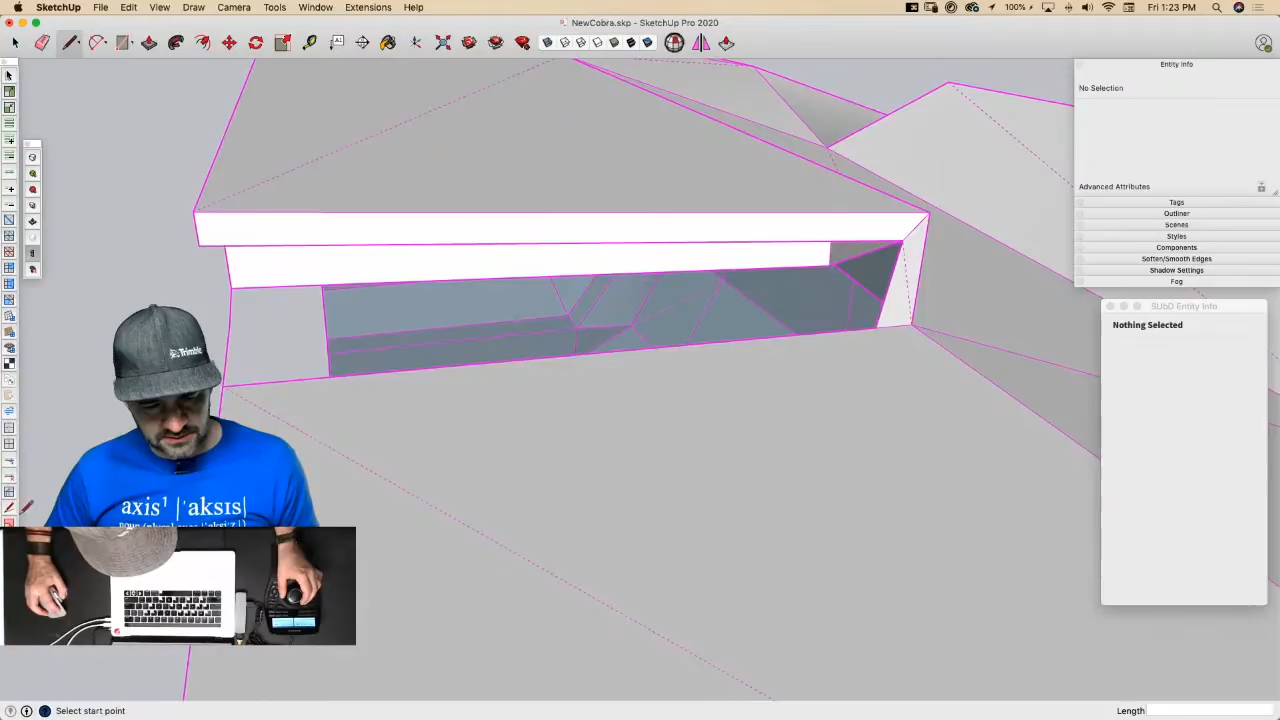 SketchUp File Edit View Draw Camera Tools Window Extensions Help
100% Fri 1:23 PM
NewCobra.skp - SketchUp Pro 2020
Entity Info
No Selection
Advanced Attributes
Tags
Outliner
Scenes
Styles
Components
Soften/Smooth Edges
Shadow Settings
Fog
SUbD Entity Info
Nothing Selected
Trimble
axis¹ |ˈaksɪs|
Select start point
Length